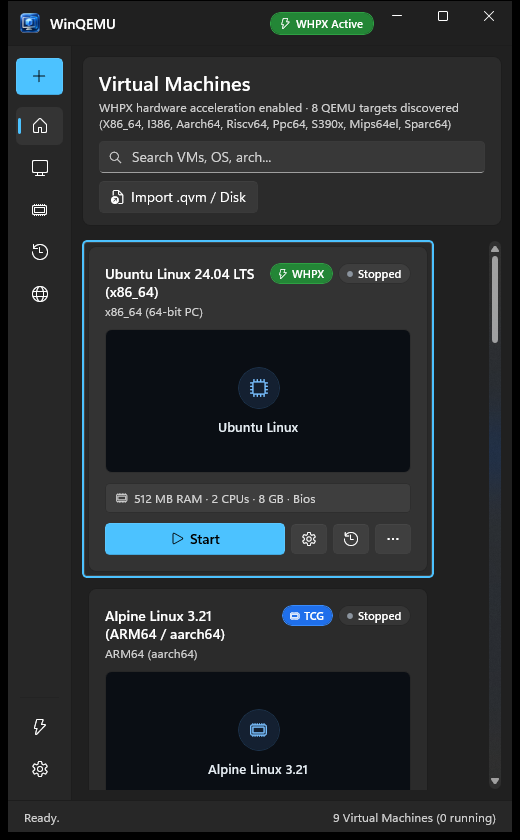 WinQEMU
WHPX Active
Virtual Machines
WHPX hardware acceleration enabled · 8 QEMU targets discovered
(X86_64, I386, Aarch64, Riscv64, Ppc64, S390x, Mips64el, Sparc64)
Search VMs, OS, arch...
Import .qvm / Disk
Ubuntu Linux 24.04 LTS
(x86_64)
WHPX
Stopped
x86_64 (64-bit PC)
Ubuntu Linux
512 MB RAM · 2 CPUs · 8 GB · Bios
Start
Alpine Linux 3.21
(ARM64 / aarch64)
TCG
Stopped
ARM64 (aarch64)
Alpine Linux 3.21
Ready.
9 Virtual Machines (0 running)